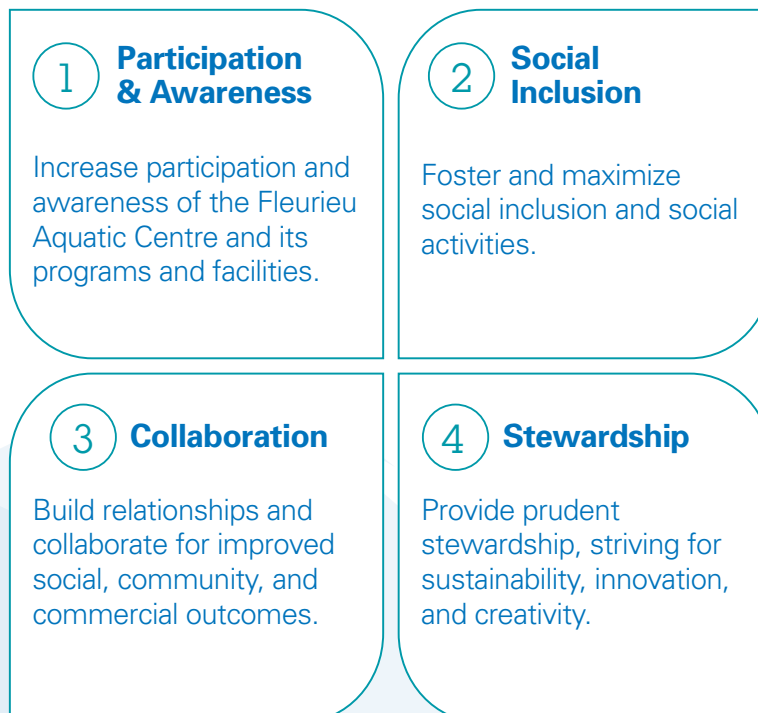 1
Participation
& Awareness
Increase participation and
awareness of the Fleurieu
Aquatic Centre and its
programs and facilities.
2
Social
Inclusion
Foster and maximize
social inclusion and social
activities.
3
Collaboration
Build relationships and
collaborate for improved
social, community, and
commercial outcomes.
4
Stewardship
Provide prudent
stewardship, striving for
sustainability, innovation,
and creativity.